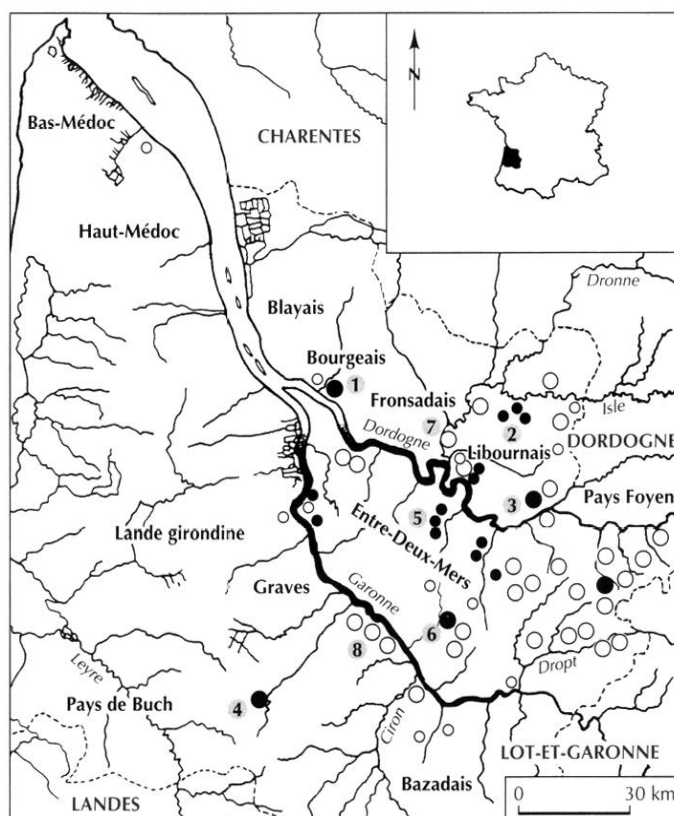 N
Bas-Médoc
CHARENTES
Haut-Médoc
Dronne
Blayais
Bourgeais
1
Fronsadais
7
Isle
2
Dordogne
DORDOGNE
Libournais
3
Pays Foyen
5
Lande girondine
Entre-Deux-Mers
Graves
Garonne
6
8
Leyre
Dropt
Pays de Buch
4
Ciron
LOT-ET-GARONNE
Bazadais
LANDES
0 30 km